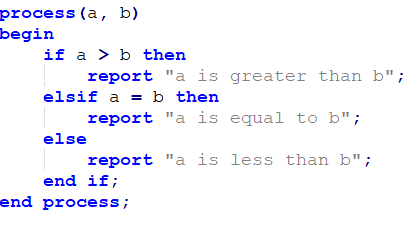 process(a, b)
begin
    if a > b then
        report "a is greater than b";
    elsif a = b then
        report "a is equal to b";
    else
        report "a is less than b";
    end if;
end process;